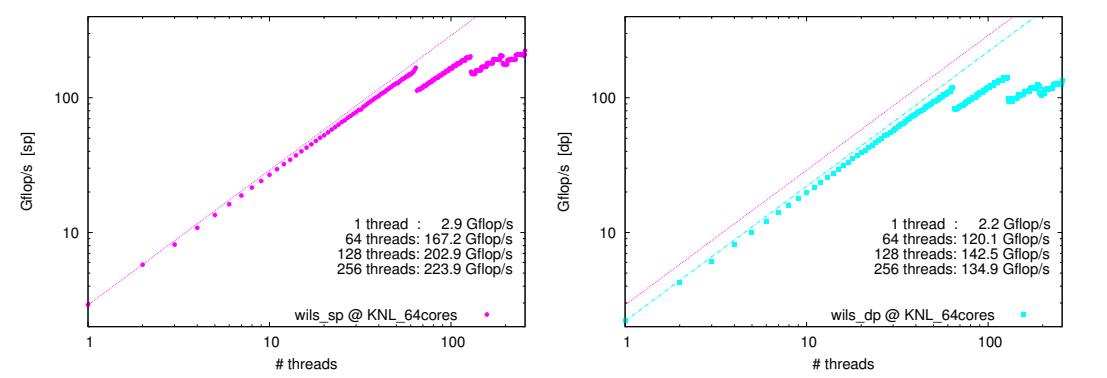 Gflop/s [sp]
100
10
1 thread : 2.9 Gflop/s
64 threads: 167.2 Gflop/s
128 threads: 202.9 Gflop/s
256 threads: 223.9 Gflop/s
wils_sp @ KNL_64cores
1
10
100
# threads
Gflop/s [dp]
100
10
1 thread : 2.2 Gflop/s
64 threads: 120.1 Gflop/s
128 threads: 142.5 Gflop/s
256 threads: 134.9 Gflop/s
wils_dp @ KNL_64cores
1
10
100
# threads